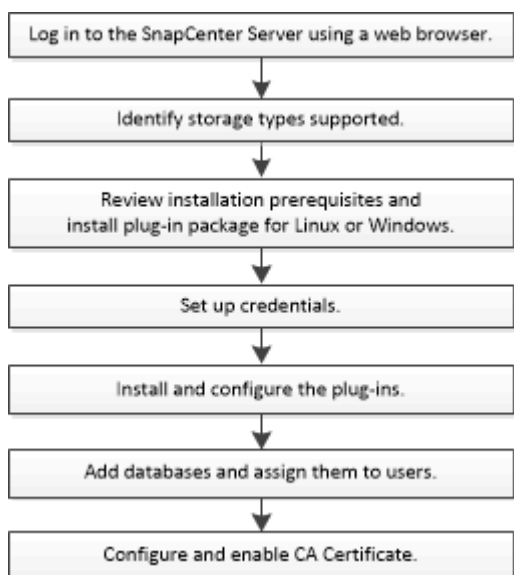 Log in to the SnapCenter Server using a web browser.
Identify storage types supported.
Review installation prerequisites and
install plug-in package for Linux or Windows.
Set up credentials.
Install and configure the plug-ins.
Add databases and assign them to users.
Configure and enable CA Certificate.